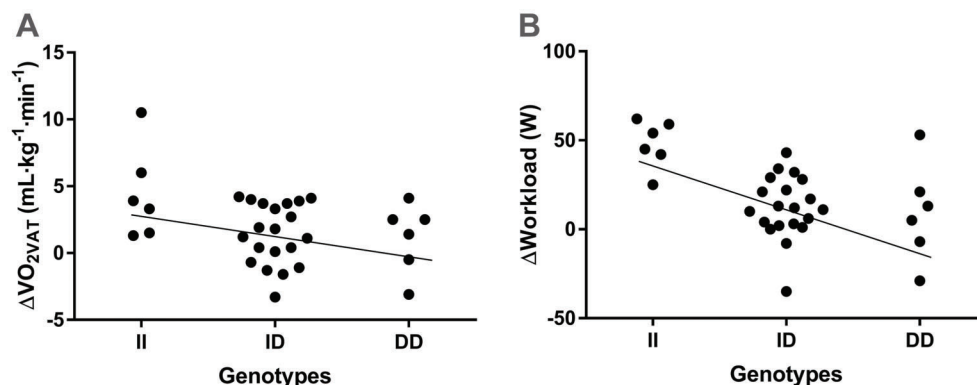 A
15
10
5
0
-5
ΔVO₂VAT (mL·kg⁻¹·min⁻¹)
II ID DD
Genotypes
B
100
50
0
-50
ΔWorkload (W)
II ID DD
Genotypes